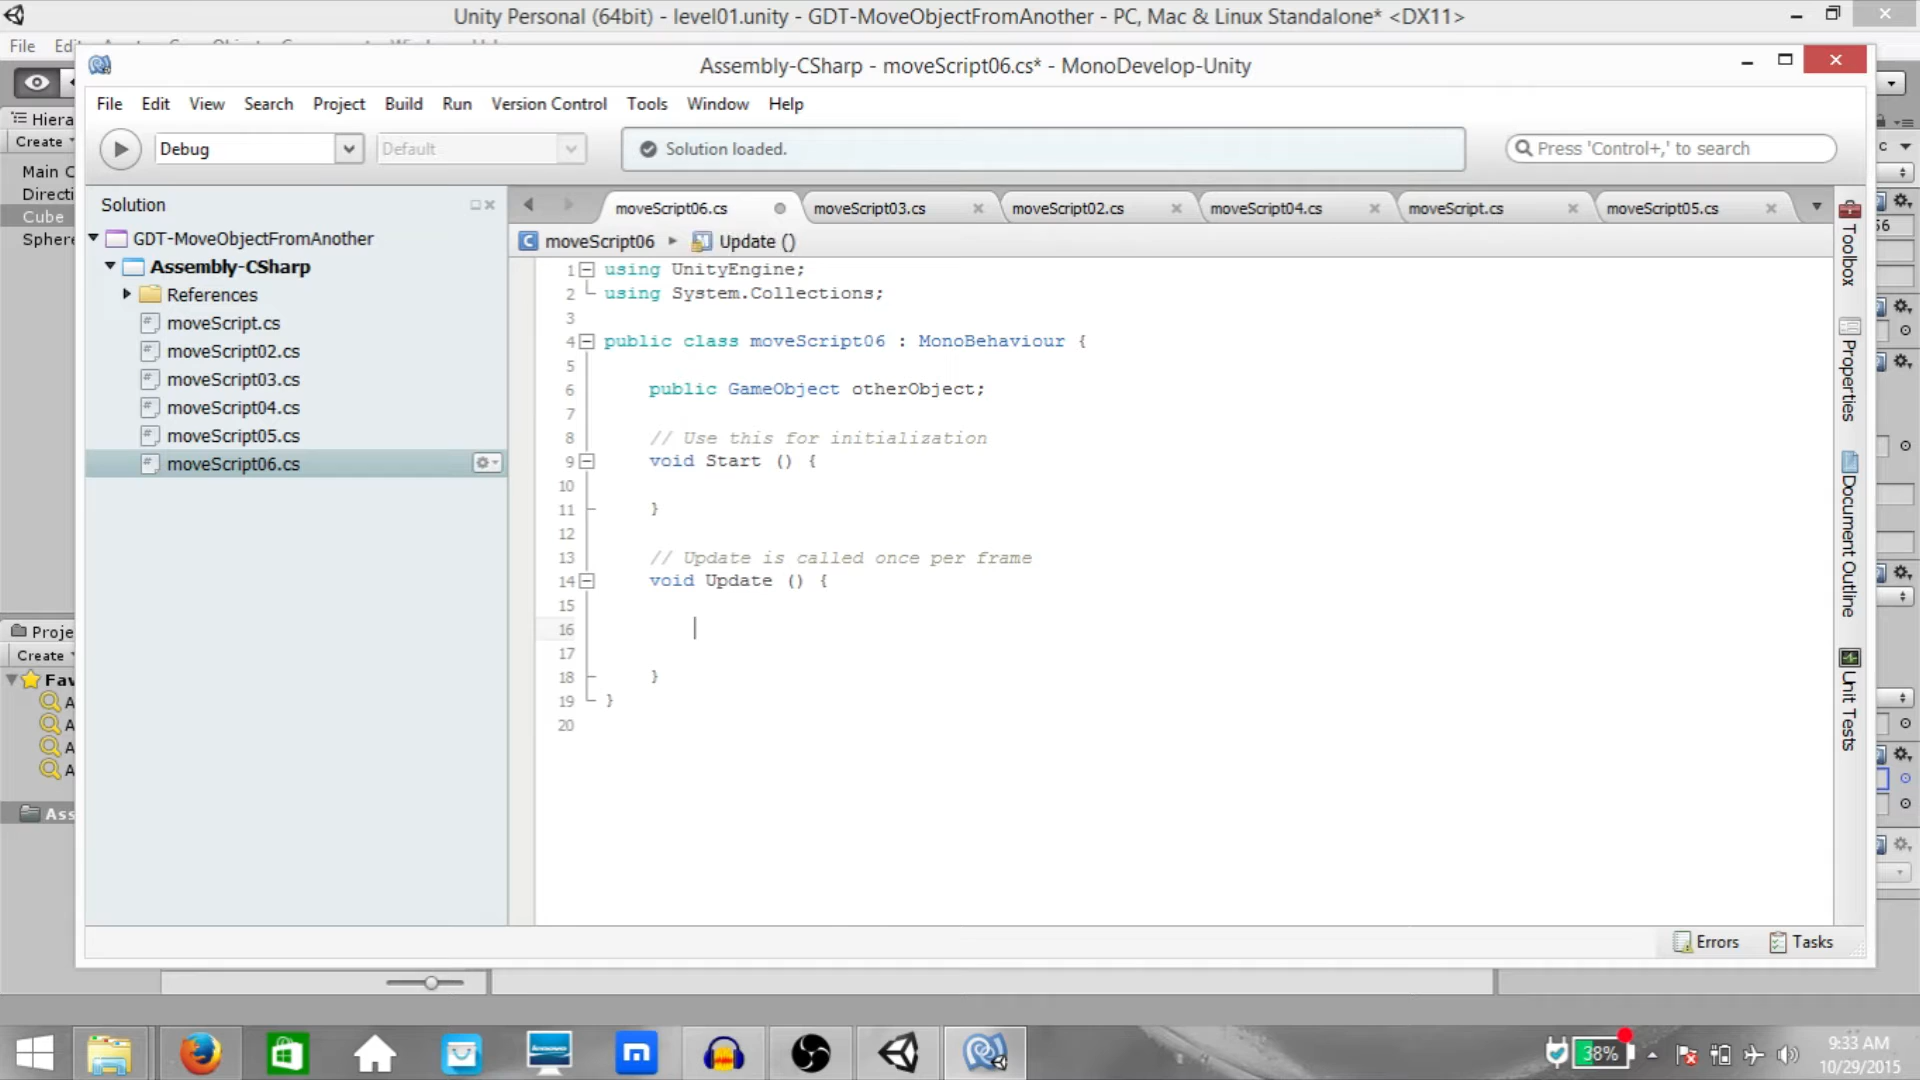 Unity Personal (64bit) - level01.unity - GDT-MoveObjectFromAnother - PC, Mac & Linux Standalone* <DX11>
File Edi
Assembly-CSharp - moveScript06.cs* - MonoDevelop-Unity
File Edit View Search Project Build Run Version Control Tools Window Help
Debug Default Solution loaded. Press 'Control+,' to search
Hiera
Create
Main C
Directi
Cube
Sphere
Solution
GDT-MoveObjectFromAnother
Assembly-CSharp
References
moveScript.cs
moveScript02.cs
moveScript03.cs
moveScript04.cs
moveScript05.cs
moveScript06.cs
moveScript06.cs moveScript03.cs moveScript02.cs moveScript04.cs moveScript.cs moveScript05.cs
moveScript06 Update ()
1 using UnityEngine;
2 using System.Collections;
3
4 public class moveScript06 : MonoBehaviour {
5
6 public GameObject otherObject;
7
8 // Use this for initialization
9 void Start () {
10
11 }
12
13 // Update is called once per frame
14 void Update () {
15
16
17
18 }
19 }
20
Toolbox
Properties
Document Outline
Unit Tests
Proje
Create
Fav
A
A
A
A
Ass
Errors Tasks
38%
9:33 AM
10/29/2015